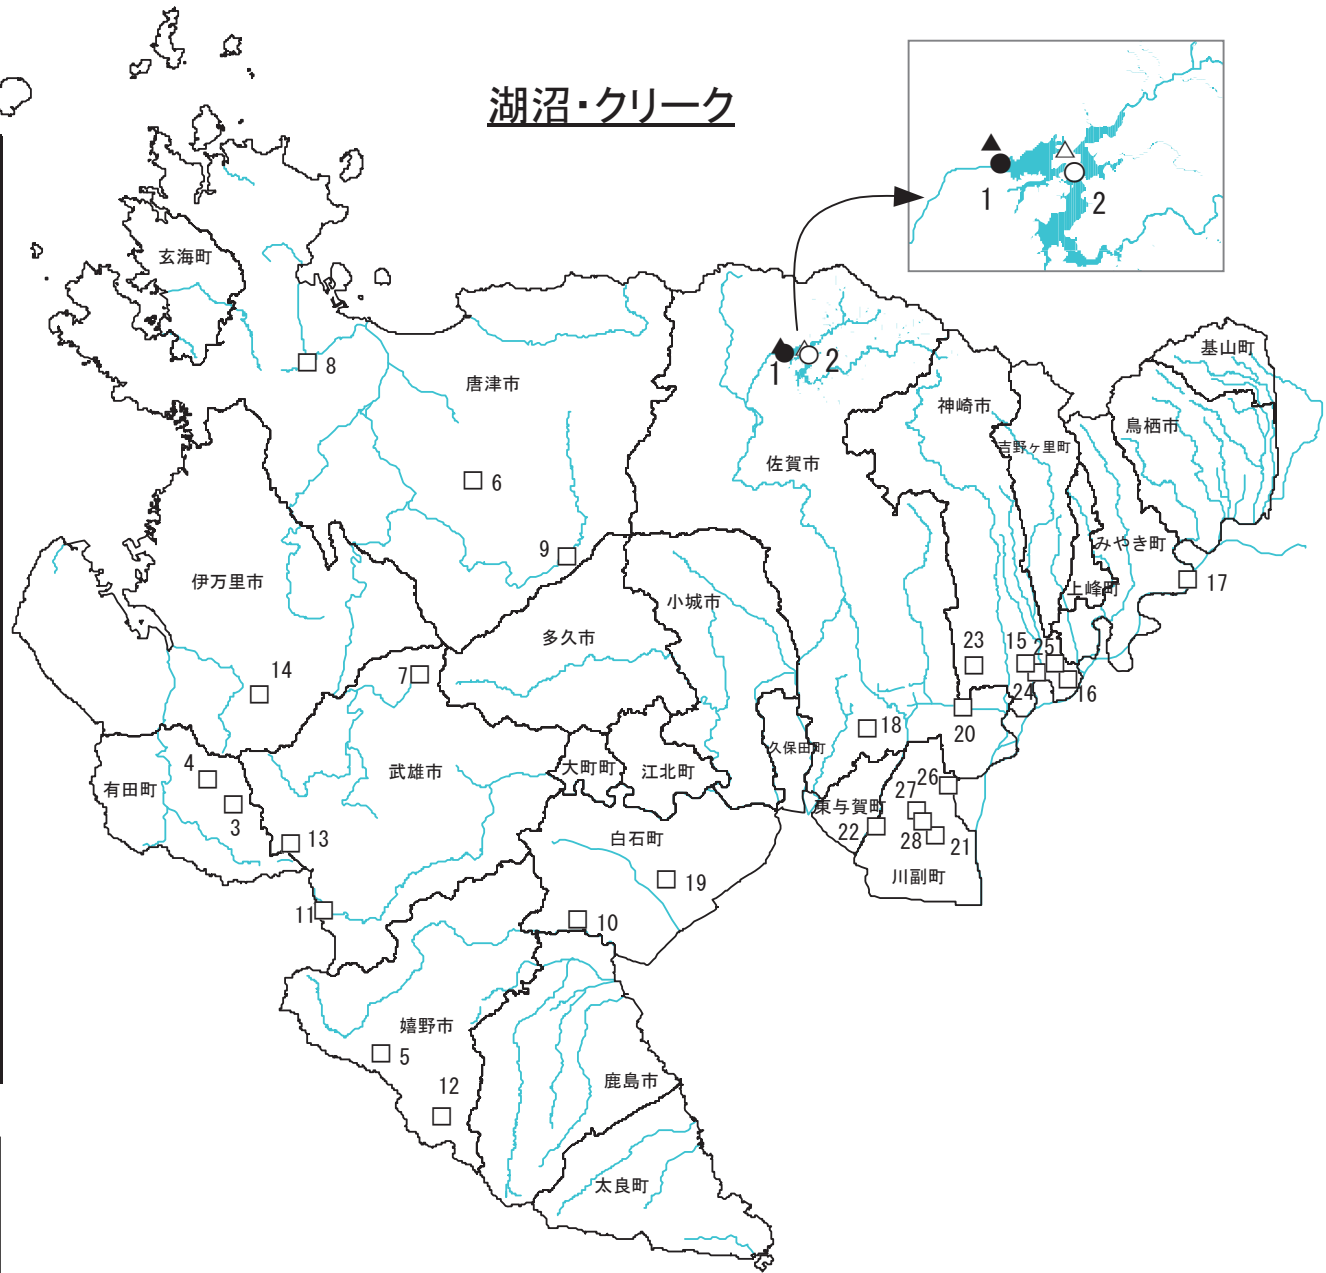 湖沼・クリーク
1
2
玄海町
8
唐津市
1
2
基山町
神崎市
鳥栖市
吉野ヶ里町
佐賀市
6
9
みやき町
伊万里市
小城市
上峰町
17
多久市
23
15
25
7
14
24
16
18
20
久保田町
4
有田町
武雄市
大町町
江北町
26
27
3
東与賀町
13
白石町
22
28
21
川副町
19
11
10
嬉野市
5
鹿島市
12
太良町